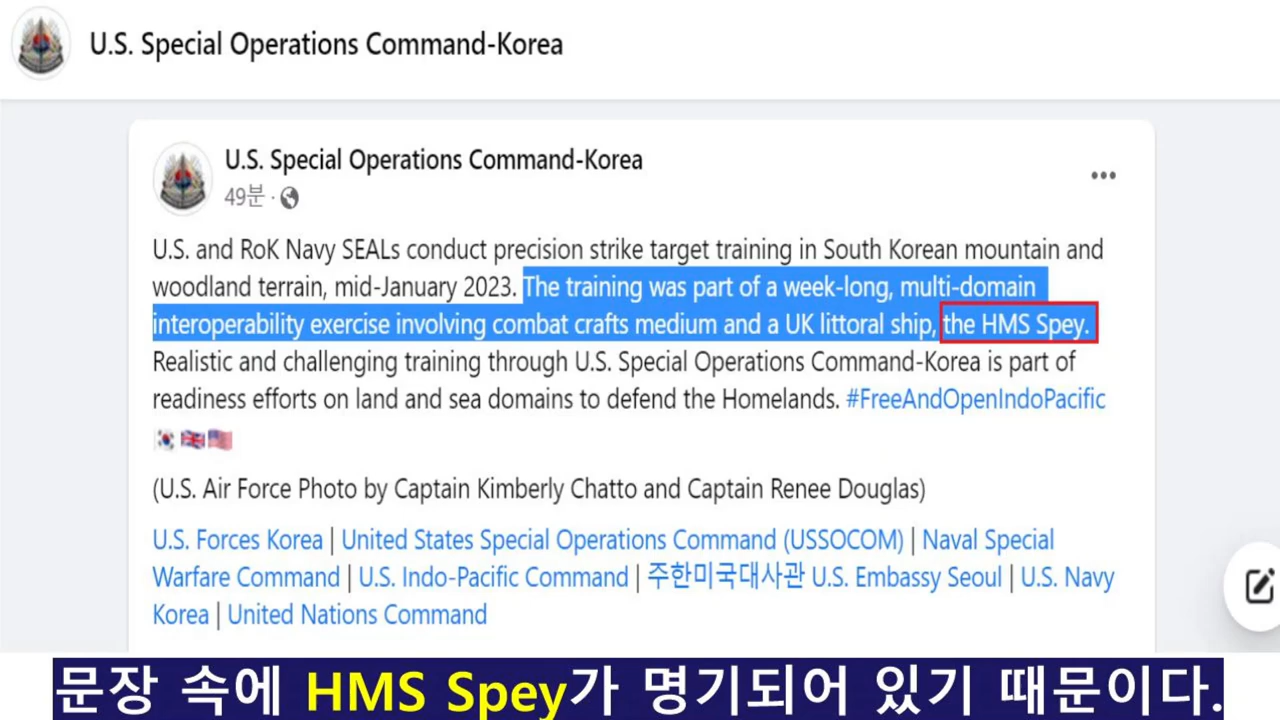 U.S. Special Operations Command-Korea
U.S. Special Operations Command-Korea
49분 ·
U.S. and RoK Navy SEALs conduct precision strike target training in South Korean mountain and
woodland terrain, mid-January 2023. The training was part of a week-long, multi-domain
interoperability exercise involving combat crafts medium and a UK littoral ship, the HMS Spey.
Realistic and challenging training through U.S. Special Operations Command-Korea is part of
readiness efforts on land and sea domains to defend the Homelands. #FreeAndOpenIndoPacific
(U.S. Air Force Photo by Captain Kimberly Chatto and Captain Renee Douglas)
U.S. Forces Korea | United States Special Operations Command (USSOCOM) | Naval Special
Warfare Command | U.S. Indo-Pacific Command | 주한미국대사관 U.S. Embassy Seoul | U.S. Navy
Korea | United Nations Command
문장 속에 HMS Spey가 명기되어 있기 때문이다.